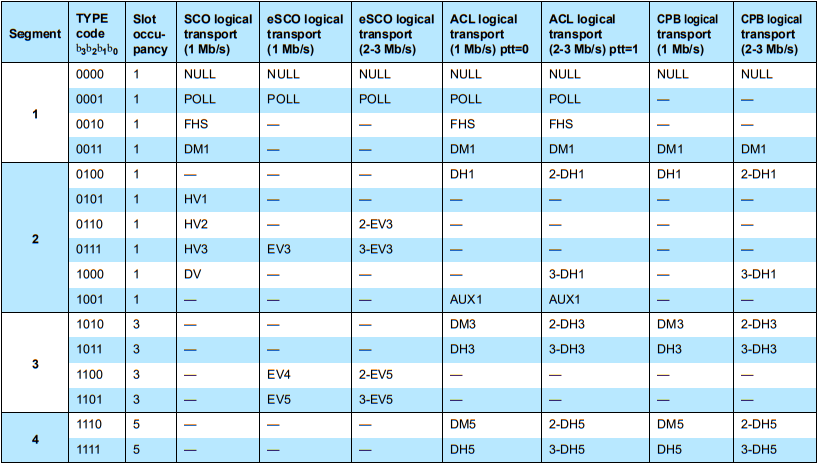 Segment | TYPE code b3b2b1b0 | Slot occu- pancy | SCO logical transport (1 Mb/s) | eSCO logical transport (1 Mb/s) | eSCO logical transport (2-3 Mb/s) | ACL logical transport (1 Mb/s) ptt=0 | ACL logical transport (2-3 Mb/s) ptt=1 | CPB logical transport (1 Mb/s) | CPB logical transport (2-3 Mb/s)
1 | 0000 | 1 | NULL | NULL | NULL | NULL | NULL | NULL | NULL
0001 | 1 | POLL | POLL | POLL | POLL | POLL | — | —
0010 | 1 | FHS | — | — | FHS | FHS | — | —
0011 | 1 | DM1 | — | — | DM1 | DM1 | DM1 | DM1
2 | 0100 | 1 | — | — | — | DH1 | 2-DH1 | DH1 | 2-DH1
0101 | 1 | HV1 | — | — | — | — | — | —
0110 | 1 | HV2 | — | 2-EV3 | — | — | — | —
0111 | 1 | HV3 | EV3 | 3-EV3 | — | — | — | —
1000 | 1 | DV | — | — | — | 3-DH1 | — | 3-DH1
1001 | 1 | — | — | — | AUX1 | AUX1 | — | —
3 | 1010 | 3 | — | — | — | DM3 | 2-DH3 | DM3 | 2-DH3
1011 | 3 | — | — | — | DH3 | 3-DH3 | DH3 | 3-DH3
1100 | 3 | — | EV4 | 2-EV5 | — | — | — | —
1101 | 3 | — | EV5 | 3-EV5 | — | — | — | —
4 | 1110 | 5 | — | — | — | DM5 | 2-DH5 | DM5 | 2-DH5
1111 | 5 | — | — | — | DH5 | 3-DH5 | DH5 | 3-DH5